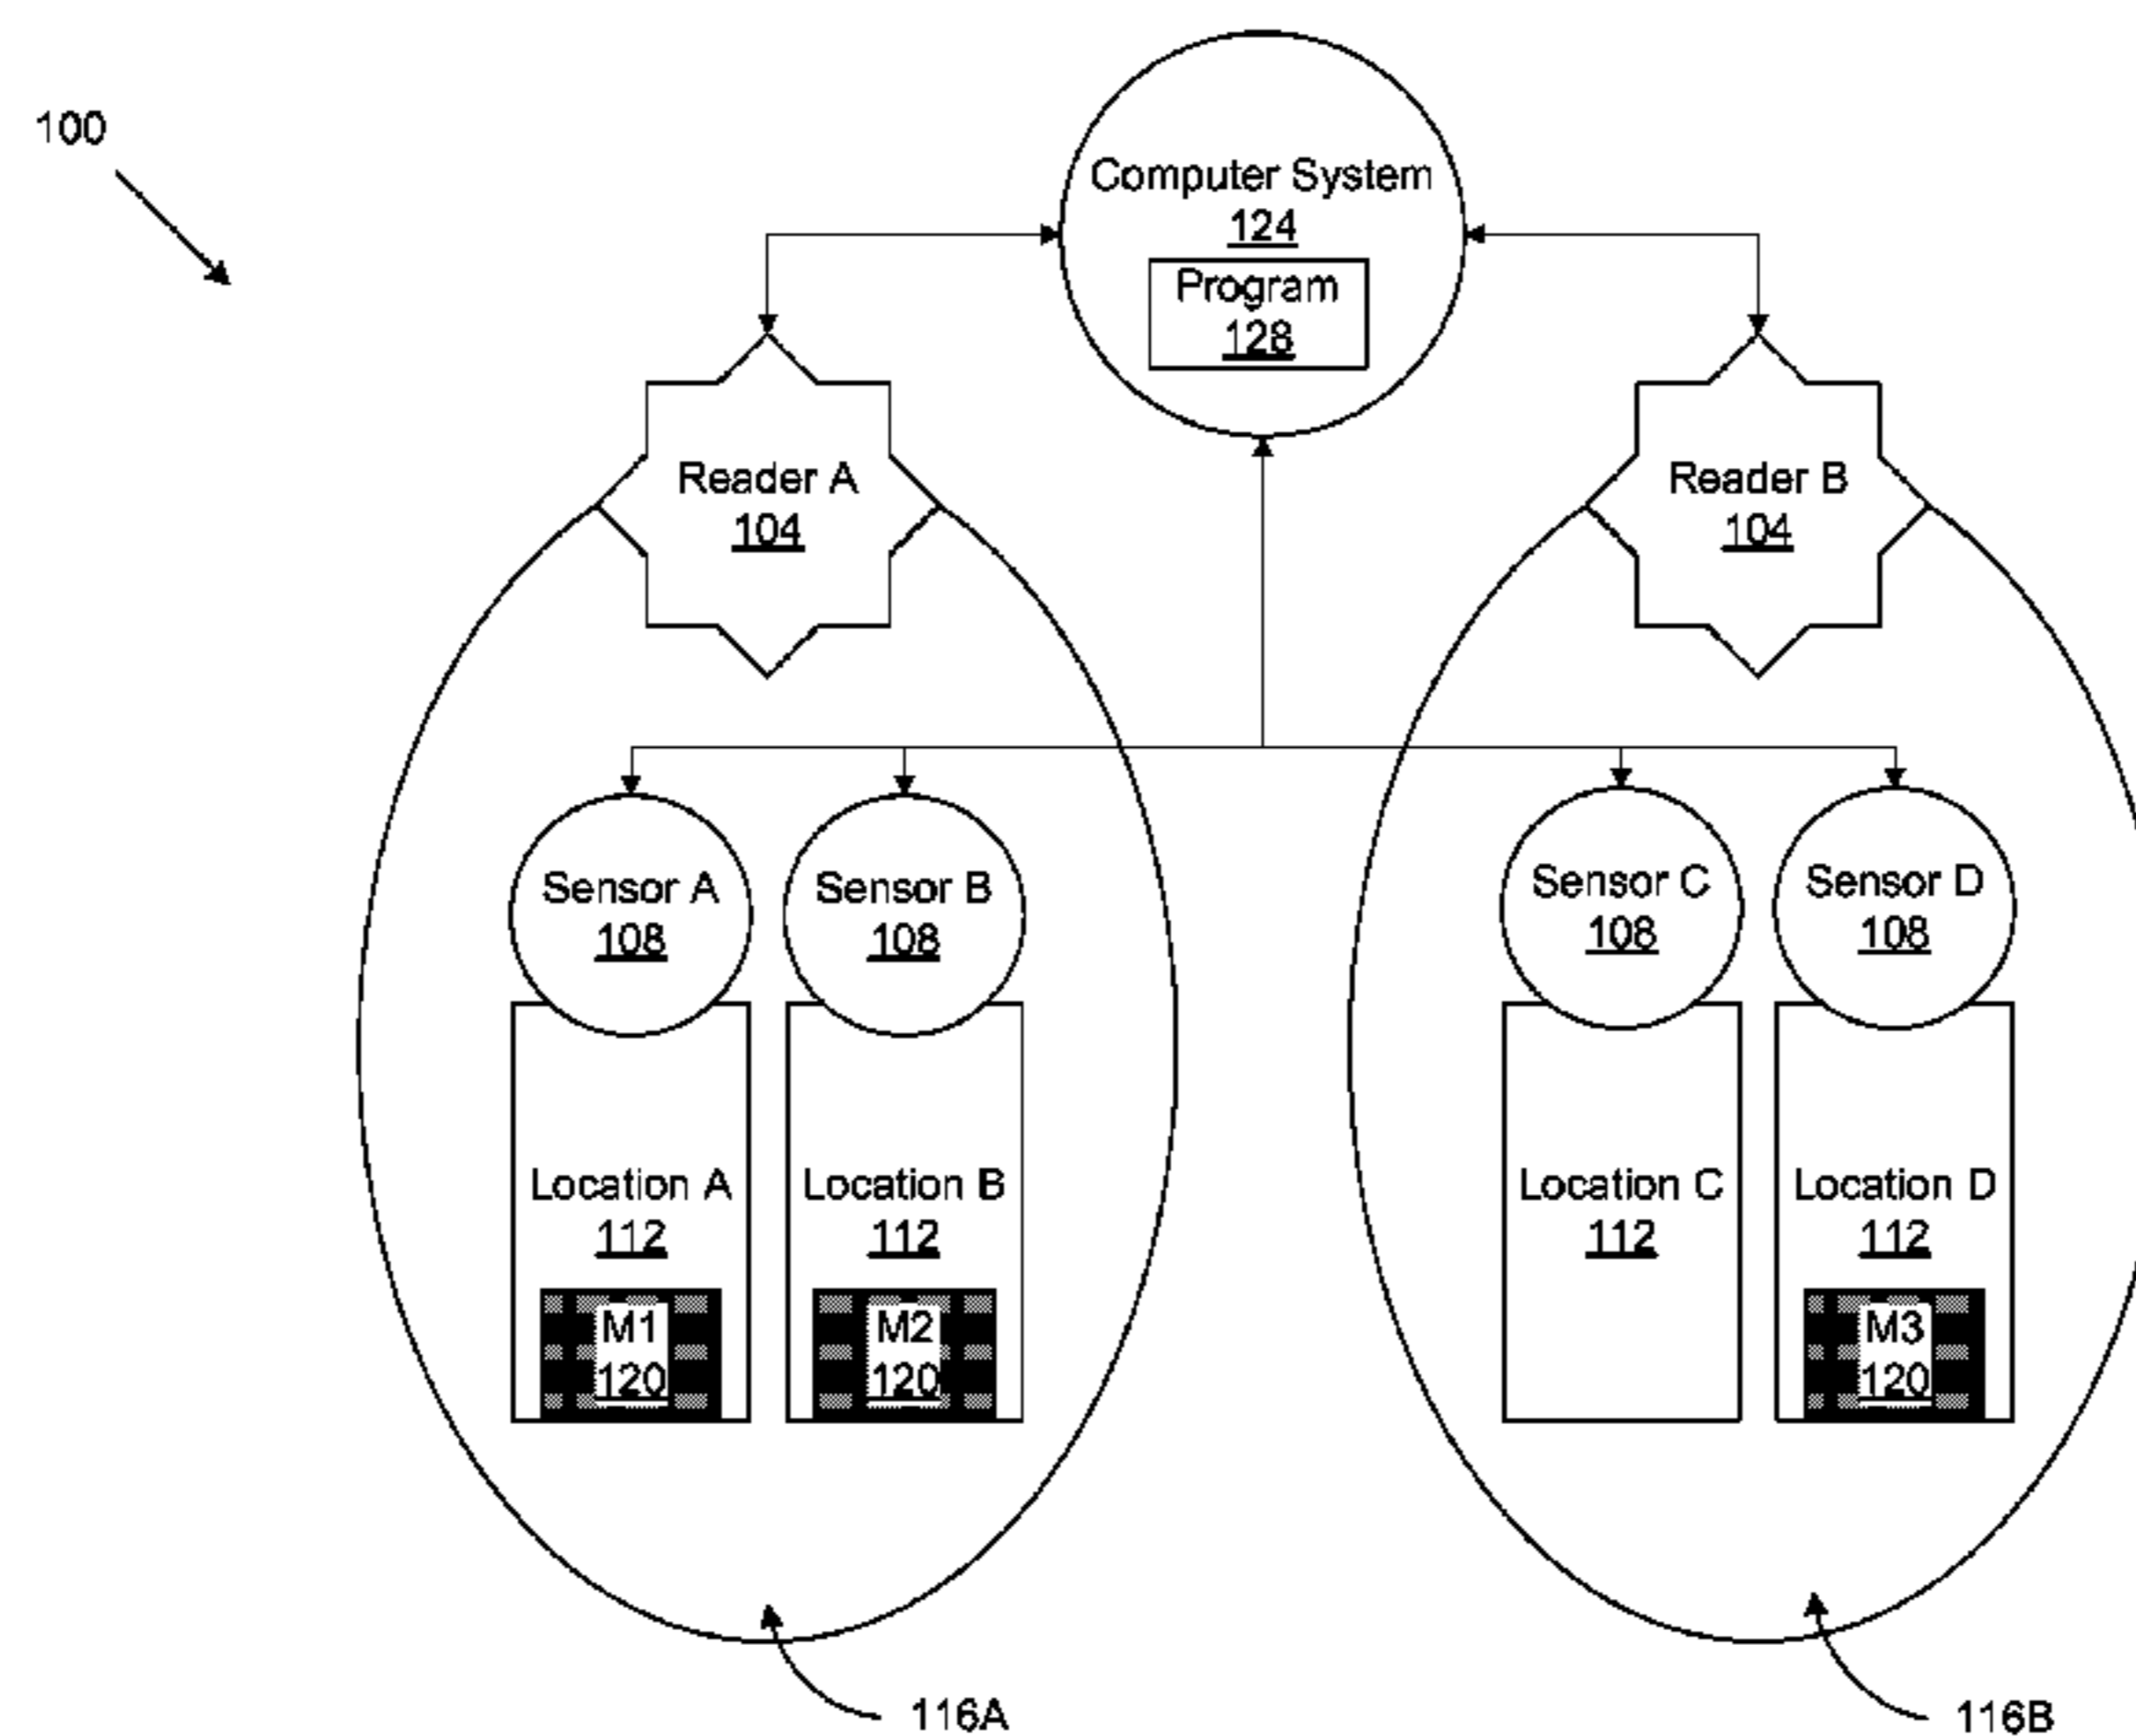 100
Computer System
124
Program
128
Reader A
104
Reader B
104
Sensor A
108
Sensor B
108
Sensor C
108
Sensor D
108
Location A
112
Location B
112
Location C
112
Location D
112
M1
120
M2
120
M3
120
116A
116B